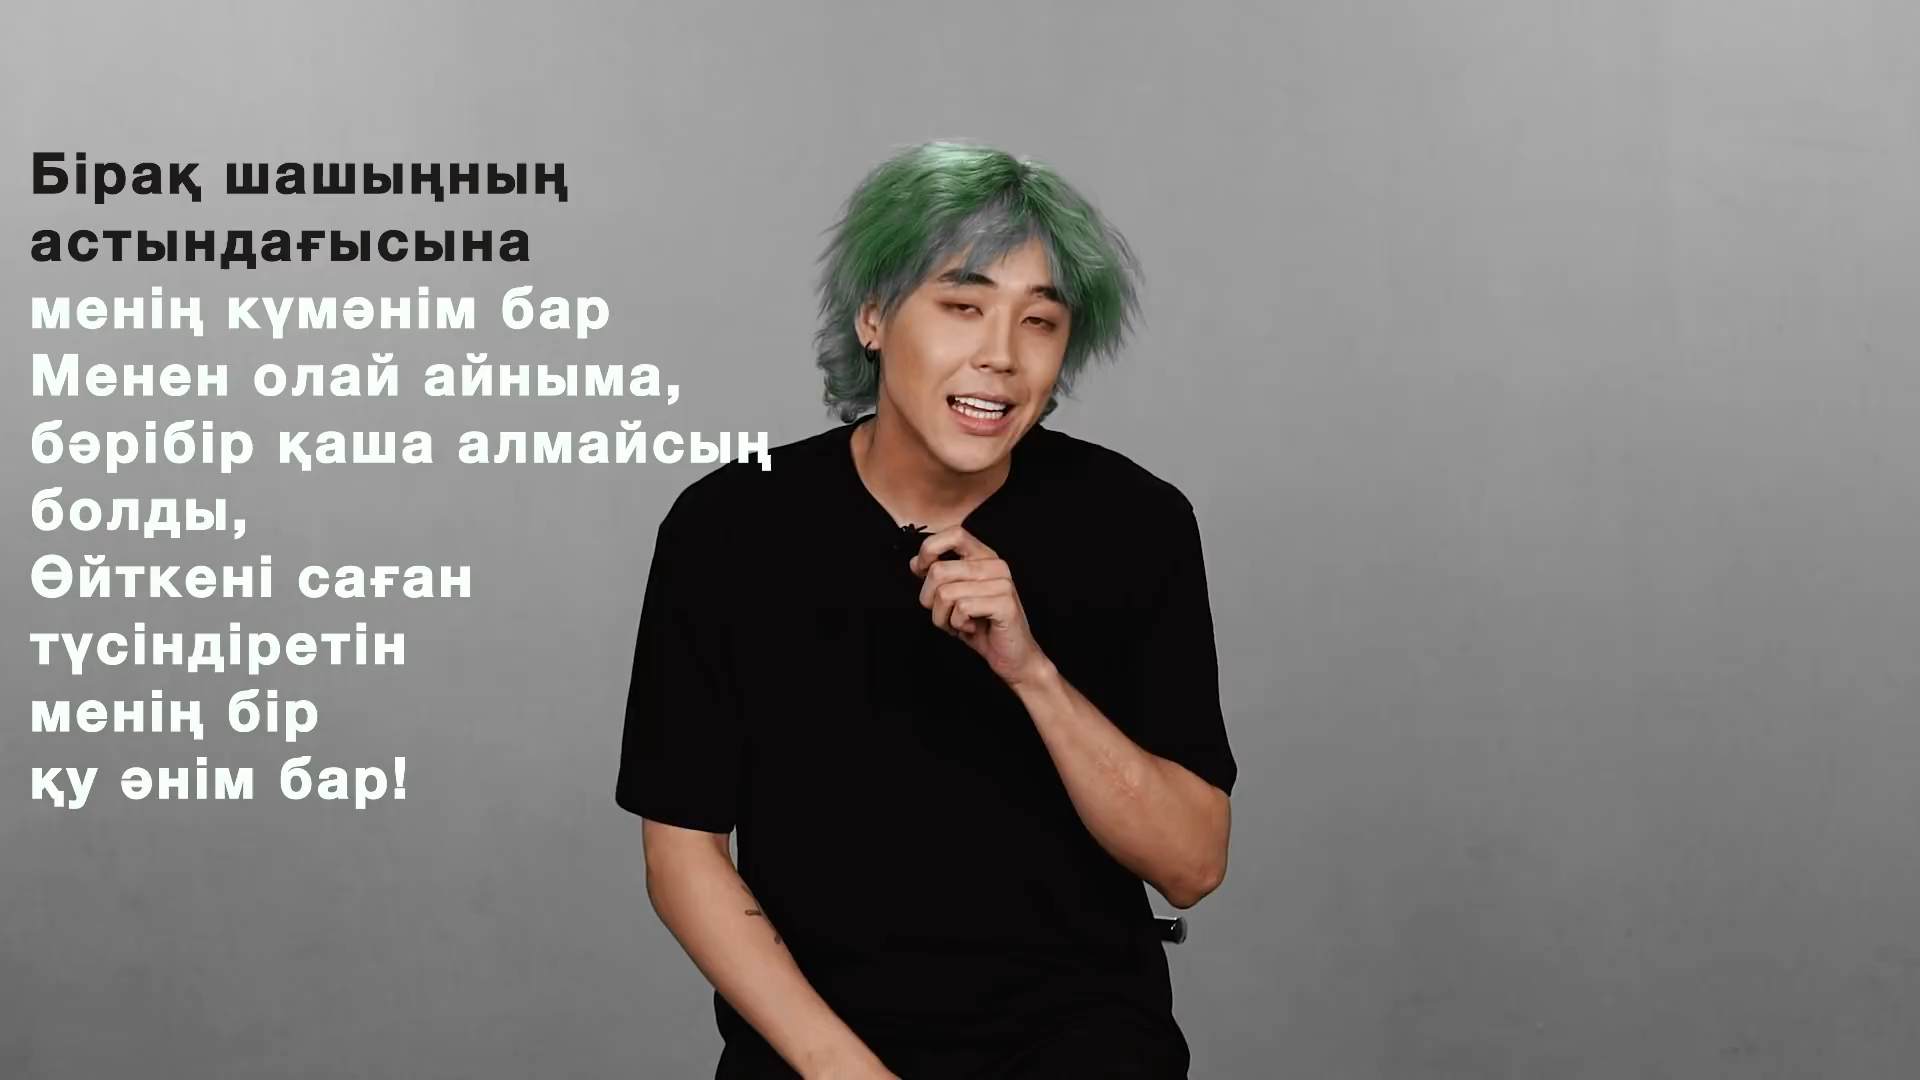 Бірақ шашыңның
астындағысына
менің күмәнім бар
Менен олай айныма,
бәрібір қаша алмайсың
болды,
Өйткені саған
түсіндіретін
менің бір
қу әнім бар!